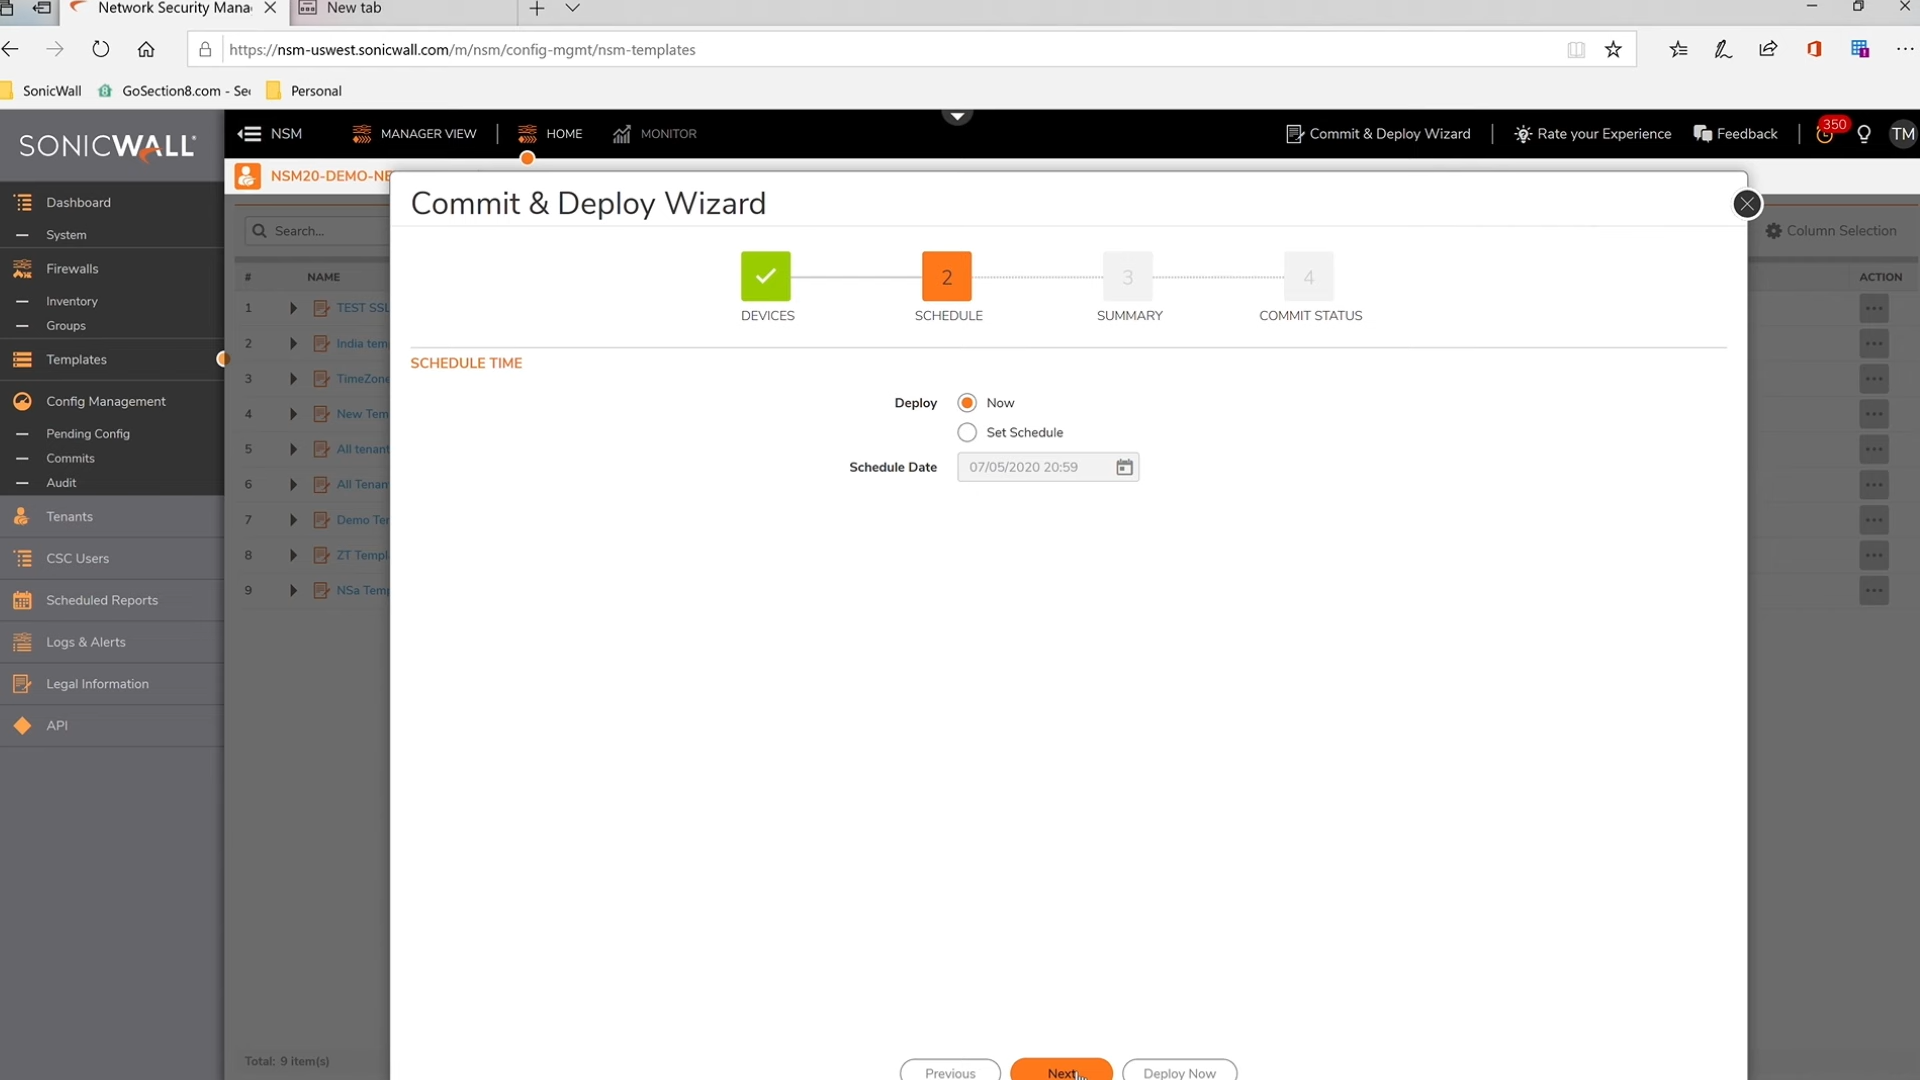 Network Security Mana
New tab
https://nsm-uswest.sonicwall.com/m/nsm/config-mgmt/nsm-templates
SonicWall
GoSection8.com - Sec
Personal
SONICWALL
NSM
MANAGER VIEW
HOME
MONITOR
Commit & Deploy Wizard
Rate your Experience
Feedback
350
TM
NSM20-DEMO-NE
Commit & Deploy Wizard
Dashboard
System
Firewalls
Inventory
Groups
Templates
Config Management
Pending Config
Commits
Audit
Tenants
CSC Users
Scheduled Reports
Logs & Alerts
Legal Information
API
Search...
Column Selection
# NAME
ACTION
1 TEST SSL
2 India tem
3 TimeZone
4 New Tem
5 All tenant
6 All Tenan
7 Demo Ter
8 ZT Templ
9 NSa Temp
Total: 9 item(s)
2
3
4
DEVICES
SCHEDULE
SUMMARY
COMMIT STATUS
SCHEDULE TIME
Deploy
Now
Set Schedule
Schedule Date
07/05/2020 20:59
Previous
Next
Deploy Now